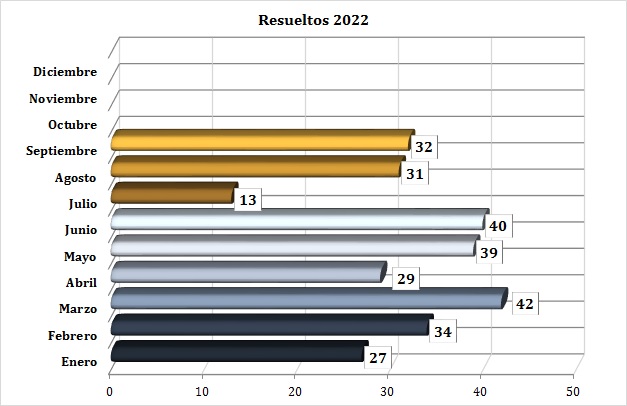 Resueltos 2022
Diciembre
Noviembre
Octubre
Septiembre 32
Agosto 31
Julio 13
Junio 40
Mayo 39
Abril 29
Marzo 42
Febrero 34
Enero 27
0 10 20 30 40 50